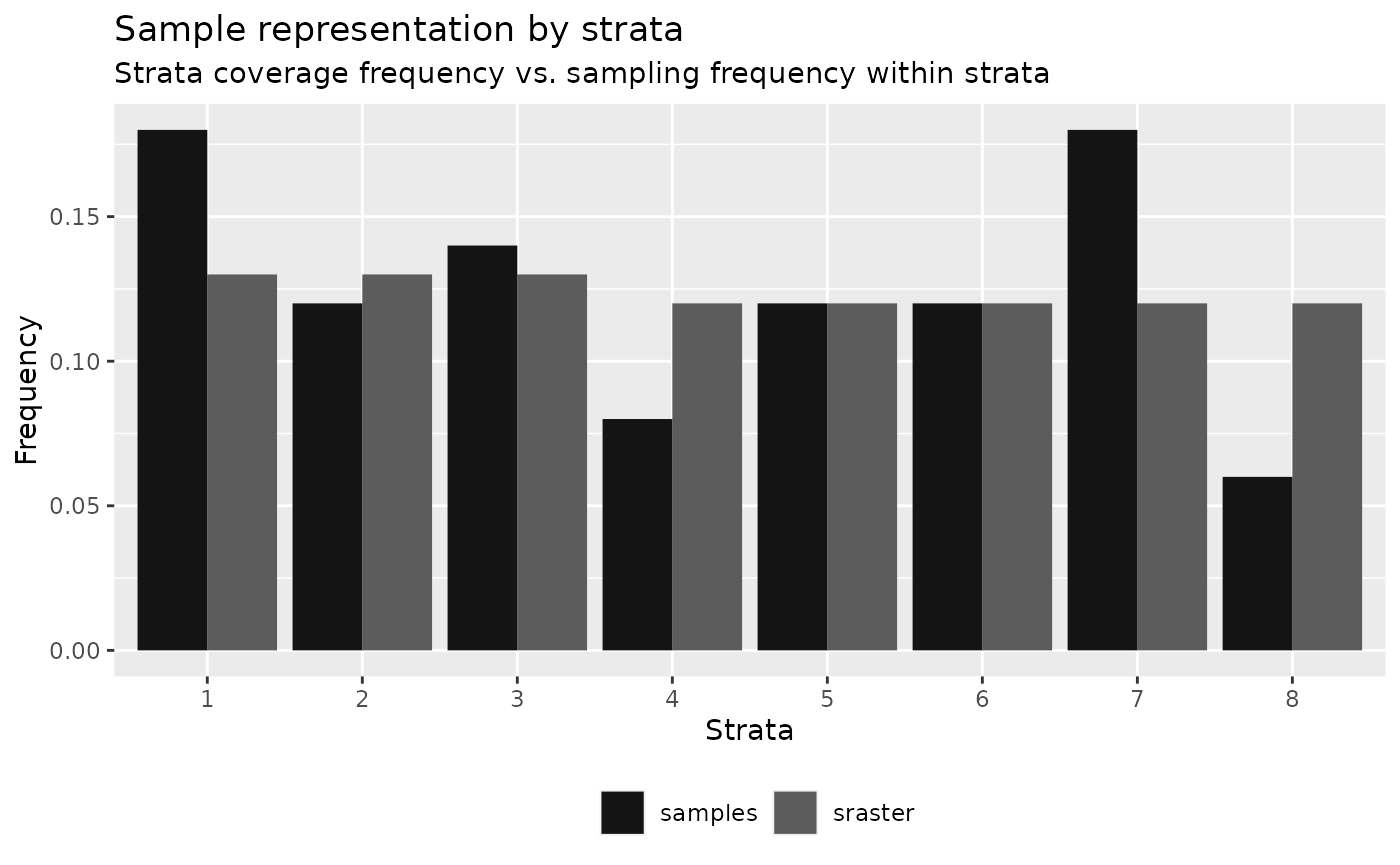 Sample representation by strata
Strata coverage frequency vs. sampling frequency within strata
Frequency
0.15
0.10
0.05
0.00
1 2 3 4 5 6 7 8
Strata
samples sraster